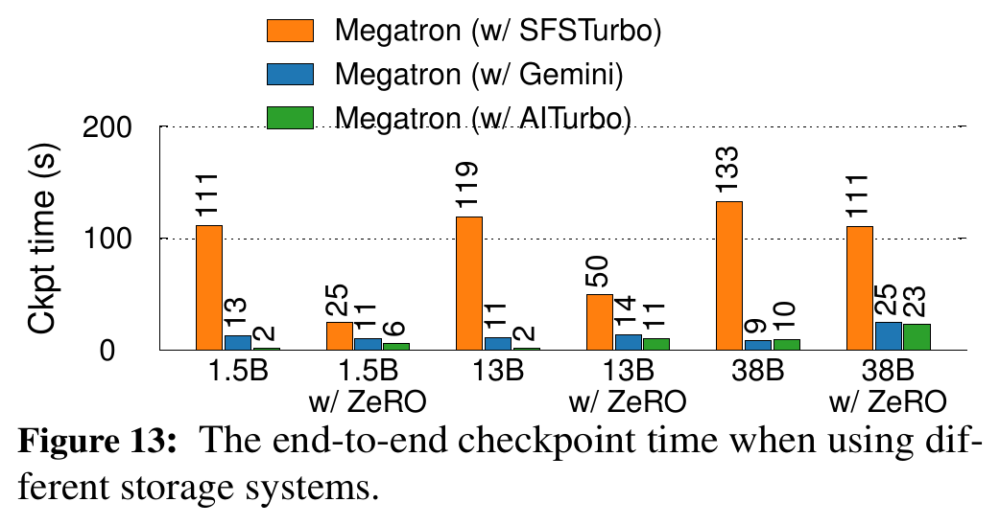 Megatron (w/ SFSTurbo)
Megatron (w/ Gemini)
Megatron (w/ AITurbo)
Ckpt time (s)
200
100
0
111
13
2
25
11
6
119
11
2
50
14
11
133
9
10
111
25
23
1.5B
1.5B
w/ ZeRO
13B
13B
w/ ZeRO
38B
38B
w/ ZeRO
Figure 13: The end-to-end checkpoint time when using dif-
ferent storage systems.